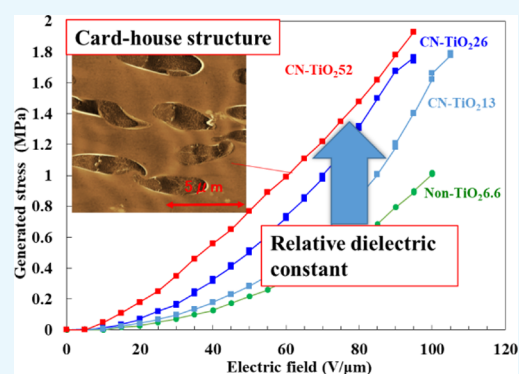 Card-house structure
CN-TiO₂52
CN-TiO₂26
CN-TiO₂13
Non-TiO₂6.6
5μm
Relative dielectric
constant
Generated stress (MPa)
2
1.8
1.6
1.4
1.2
1
0.8
0.6
0.4
0.2
0
0 20 40 60 80 100 120
Electric field (V/μm)